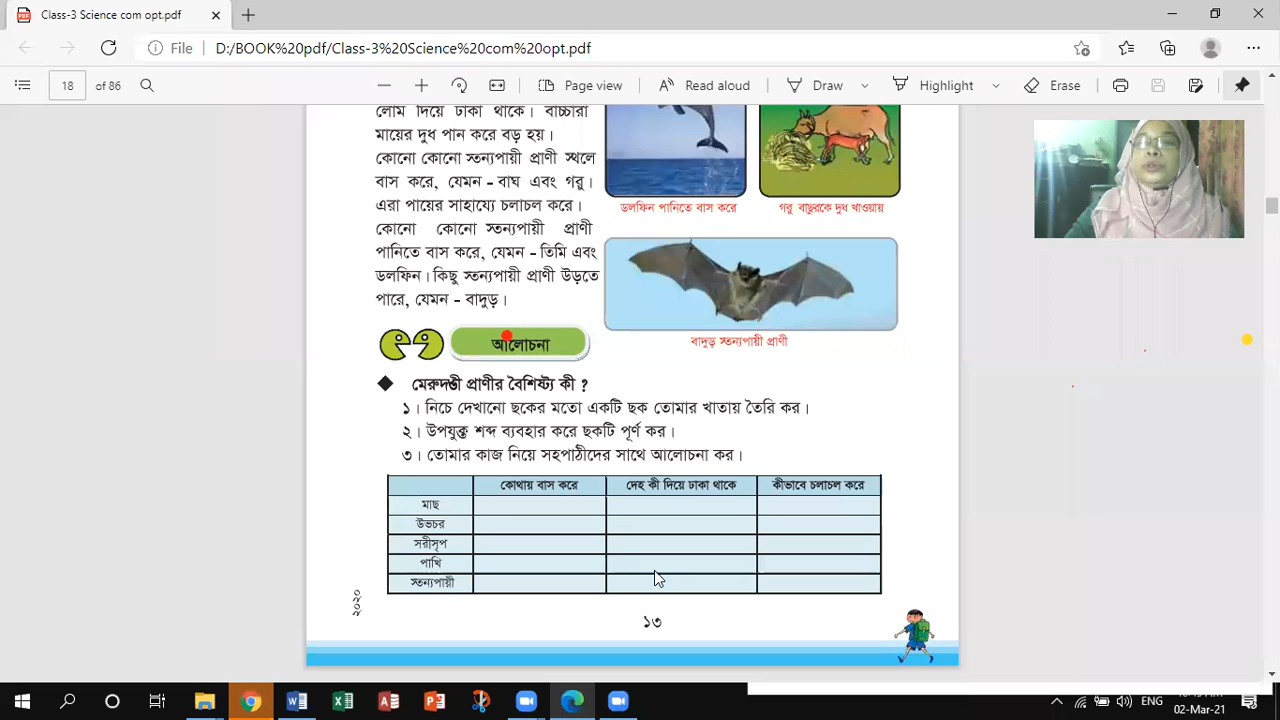 Class-3 Science com opt.pdf
File
D:/BOOK%20pdf/Class-3%20Science%20com%20opt.pdf
18 of 86
Page view
Read aloud
Draw
Highlight
Erase
লোম দিয়ে ঢাকা থাকে। বাচ্চারা
মায়ের দুধ পান করে বড় হয়।
কোনো কোনো স্তন্যপায়ী প্রাণী স্থলে
বাস করে, যেমন - বাঘ এবং গরু।
এরা পায়ের সাহায্যে চলাচল করে।
কোনো কোনো স্তন্যপায়ী প্রাণী
পানিতে বাস করে, যেমন - তিমি এবং
ডলফিন। কিছু স্তন্যপায়ী প্রাণী উড়তে
পারে, যেমন - বাদুড়।
ডলফিন পানিতে বাস করে
গরু বাছুরকে দুধ খাওয়ায়
বাদুড় স্তন্যপায়ী প্রাণী
আলোচনা
মেরুদণ্ডী প্রাণীর বৈশিষ্ট্য কী ?
১। নিচে দেখানো ছকের মতো একটি ছক তোমার খাতায় তৈরি কর।
২। উপযুক্ত শব্দ ব্যবহার করে ছকটি পূর্ণ কর।
৩। তোমার কাজ নিয়ে সহপাঠীদের সাথে আলোচনা কর।
কোথায় বাস করে দেহ কী দিয়ে ঢাকা থাকে কীভাবে চলাচল করে
মাছ
উভচর
সরীসৃপ
পাখি
স্তন্যপায়ী
২০২০
১৩
ENG
02-Mar-21